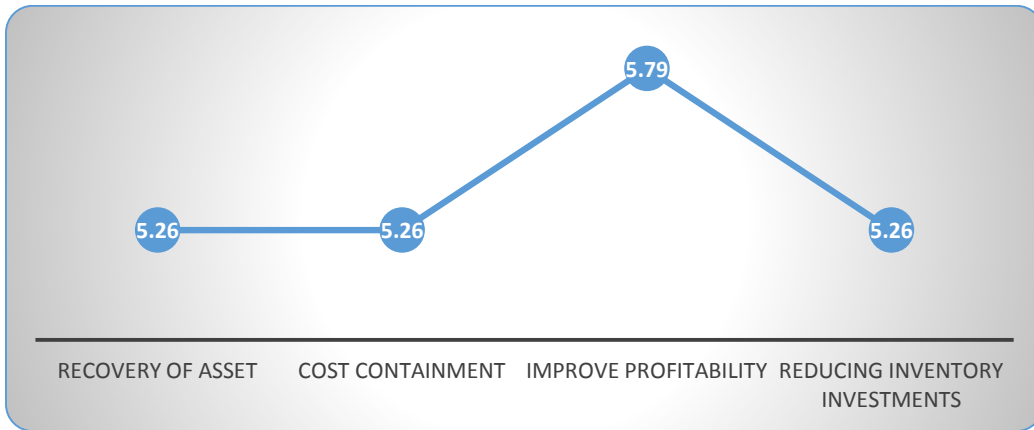 5.79
5.26
5.26
5.26
RECOVERY OF ASSET
COST CONTAINMENT
IMPROVE PROFITABILITY
REDUCING INVENTORY
INVESTMENTS